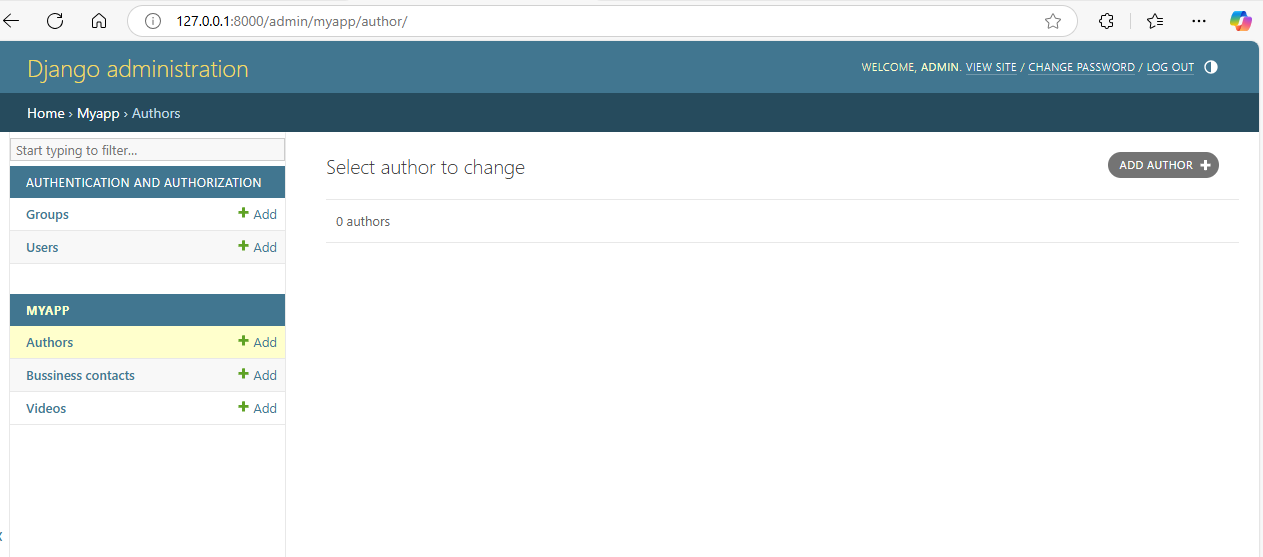 127.0.0.1:8000/admin/myapp/author/
Django administration
WELCOME, ADMIN. VIEW SITE / CHANGE PASSWORD / LOG OUT
Home › Myapp › Authors
Start typing to filter...
AUTHENTICATION AND AUTHORIZATION
Groups + Add
Users + Add
MYAPP
Authors + Add
Bussiness contacts + Add
Videos + Add
Select author to change
ADD AUTHOR +
0 authors